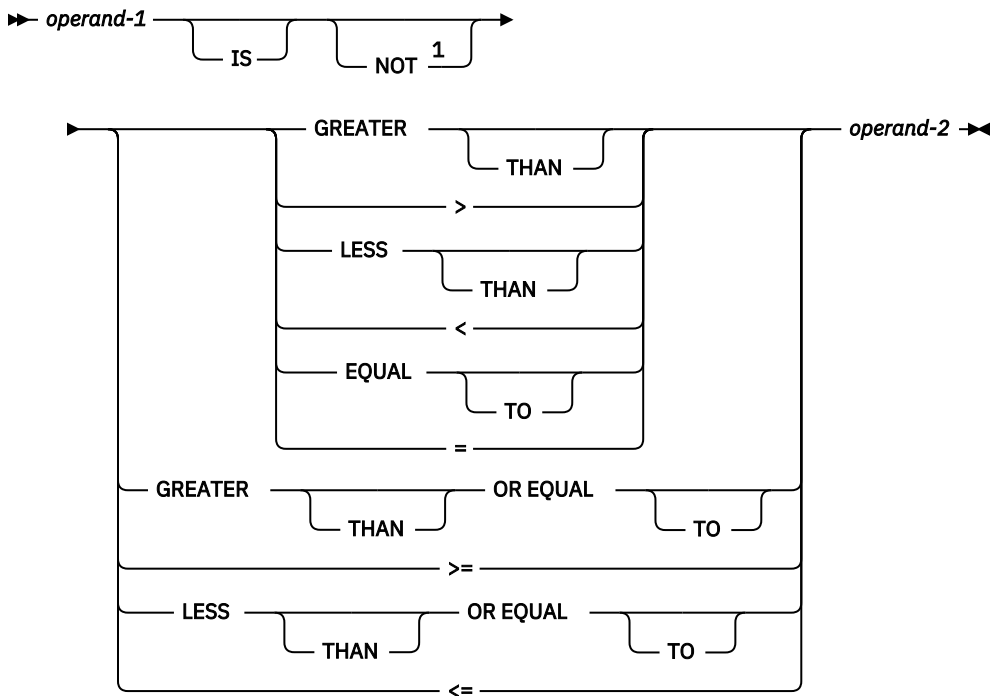 operand-1
IS
NOT 1
GREATER
operand-2
THAN
>
LESS
THAN
<
EQUAL
TO
=
GREATER OR EQUAL
THAN TO
>=
LESS OR EQUAL
THAN TO
<=